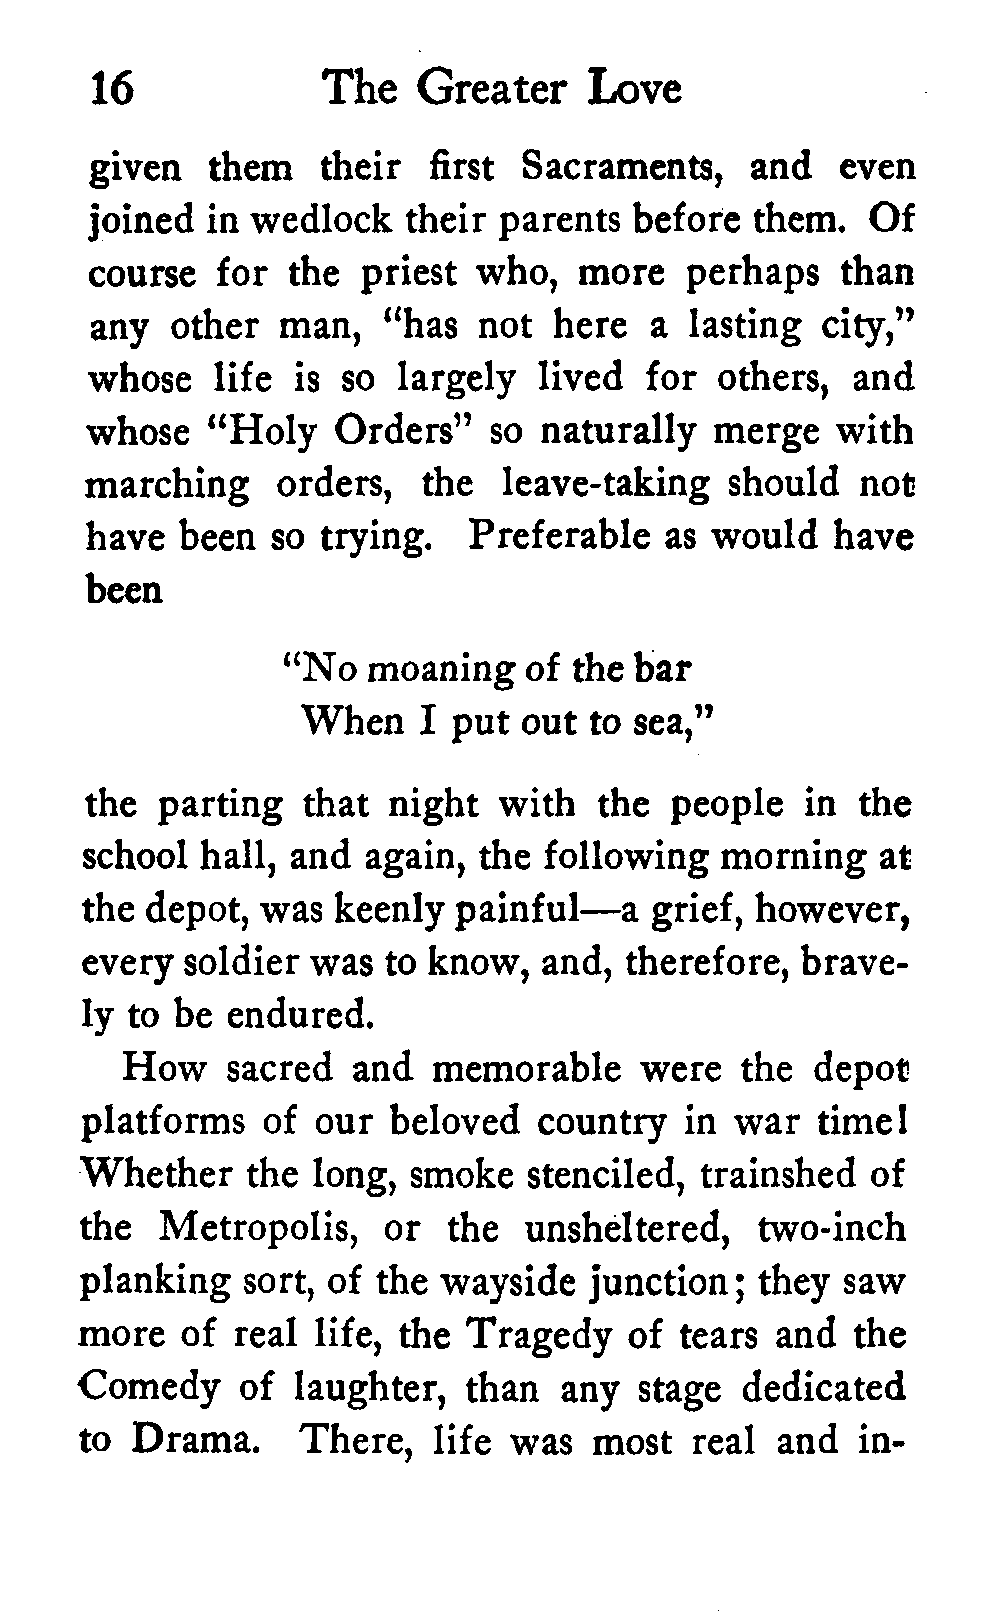 16 The Greater Love
given them their first Sacraments, and even
joined in wedlock their parents before them. Of
course for the priest who, more perhaps than
any other man, "has not here a lasting city,"
whose life is so largely lived for others, and
whose "Holy Orders" so naturally merge with
marching orders, the leave-taking should not
have been so trying. Preferable as would have
been
"No moaning of the bar
When I put out to sea,"
the parting that night with the people in the
school hall, and again, the following morning at
the depot, was keenly painful—a grief, however,
every soldier was to know, and, therefore, brave-
ly to be endured.
How sacred and memorable were the depot
platforms of our beloved country in war time!
Whether the long, smoke stenciled, trainshed of
the Metropolis, or the unsheltered, two-inch
planking sort, of the wayside junction; they saw
more of real life, the Tragedy of tears and the
Comedy of laughter, than any stage dedicated
to Drama. There, life was most real and in-